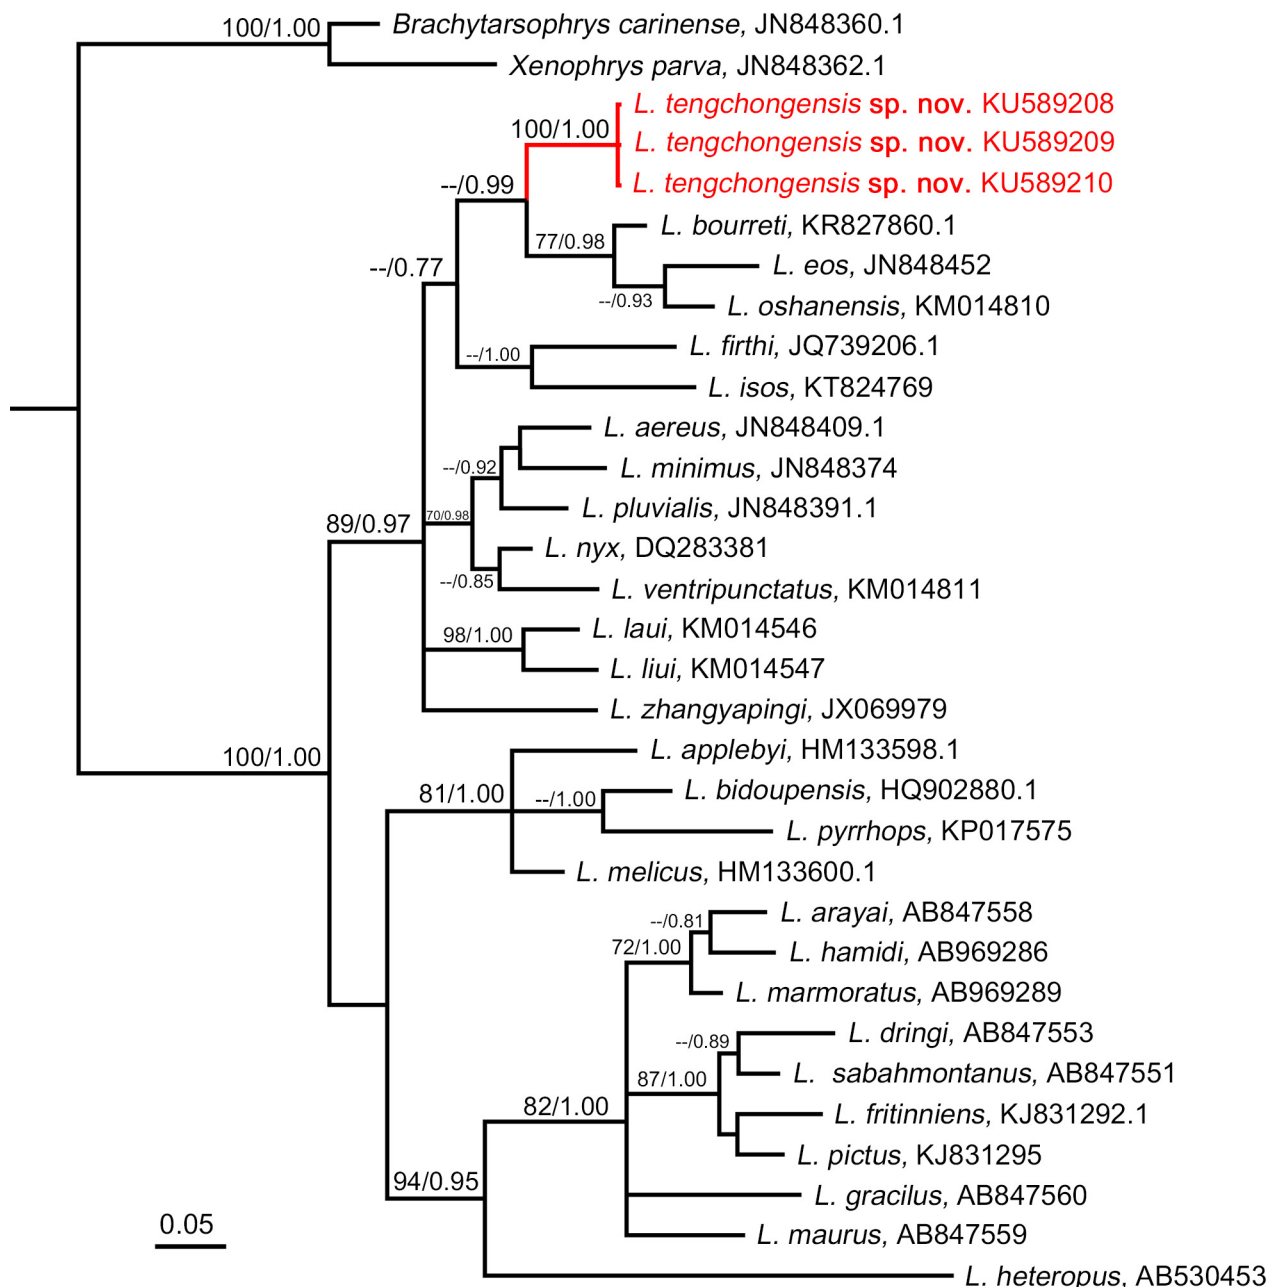 100/1.00
Brachytarsophrys carinense, JN848360.1
Xenophrys parva, JN848362.1
L. tengchongensis sp. nov. KU589208
100/1.00
L. tengchongensis sp. nov. KU589209
L. tengchongensis sp. nov. KU589210
--/0.99
L. bourreti, KR827860.1
77/0.98
--/0.77
L. eos, JN848452
--/0.93
L. oshanensis, KM014810
L. firthi, JQ739206.1
--/1.00
L. isos, KT824769
L. aereus, JN848409.1
--/0.92
L. minimus, JN848374
L. pluvialis, JN848391.1
70/0.98
89/0.97
L. nyx, DQ283381
--/0.85
L. ventripunctatus, KM014811
L. laui, KM014546
98/1.00
L. liui, KM014547
L. zhangyapingi, JX069979
100/1.00
L. applebyi, HM133598.1
81/1.00
--/1.00
L. bidoupensis, HQ902880.1
L. pyrrhops, KP017575
L. melicus, HM133600.1
L. arayai, AB847558
--/0.81
72/1.00
L. hamidi, AB969286
L. marmoratus, AB969289
L. dringi, AB847553
--/0.89
L. sabahmontanus, AB847551
87/1.00
82/1.00
L. fritinniens, KJ831292.1
L. pictus, KJ831295
94/0.95
L. gracilus, AB847560
0.05
L. maurus, AB847559
L. heteropus, AB530453